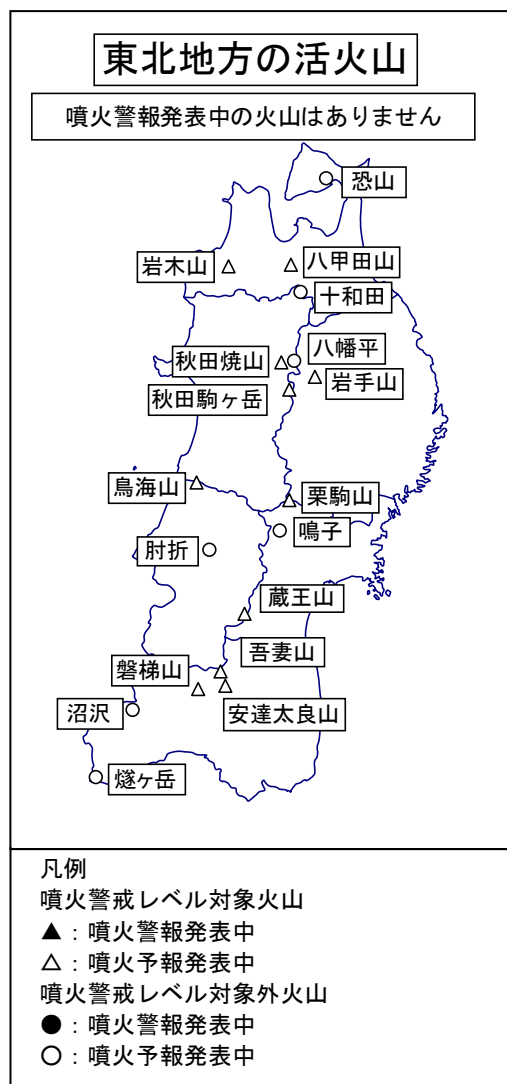 東北地方の活火山
噴火警報発表中の火山はありません
恐山
岩木山
八甲田山
十和田
八幡平
秋田焼山
岩手山
秋田駒ヶ岳
鳥海山
栗駒山
鳴子
肘折
蔵王山
吾妻山
磐梯山
安達太良山
沼沢
燧ヶ岳
凡例
噴火警戒レベル対象火山
▲：噴火警報発表中
△：噴火予報発表中
噴火警戒レベル対象外火山
●：噴火警報発表中
○：噴火予報発表中